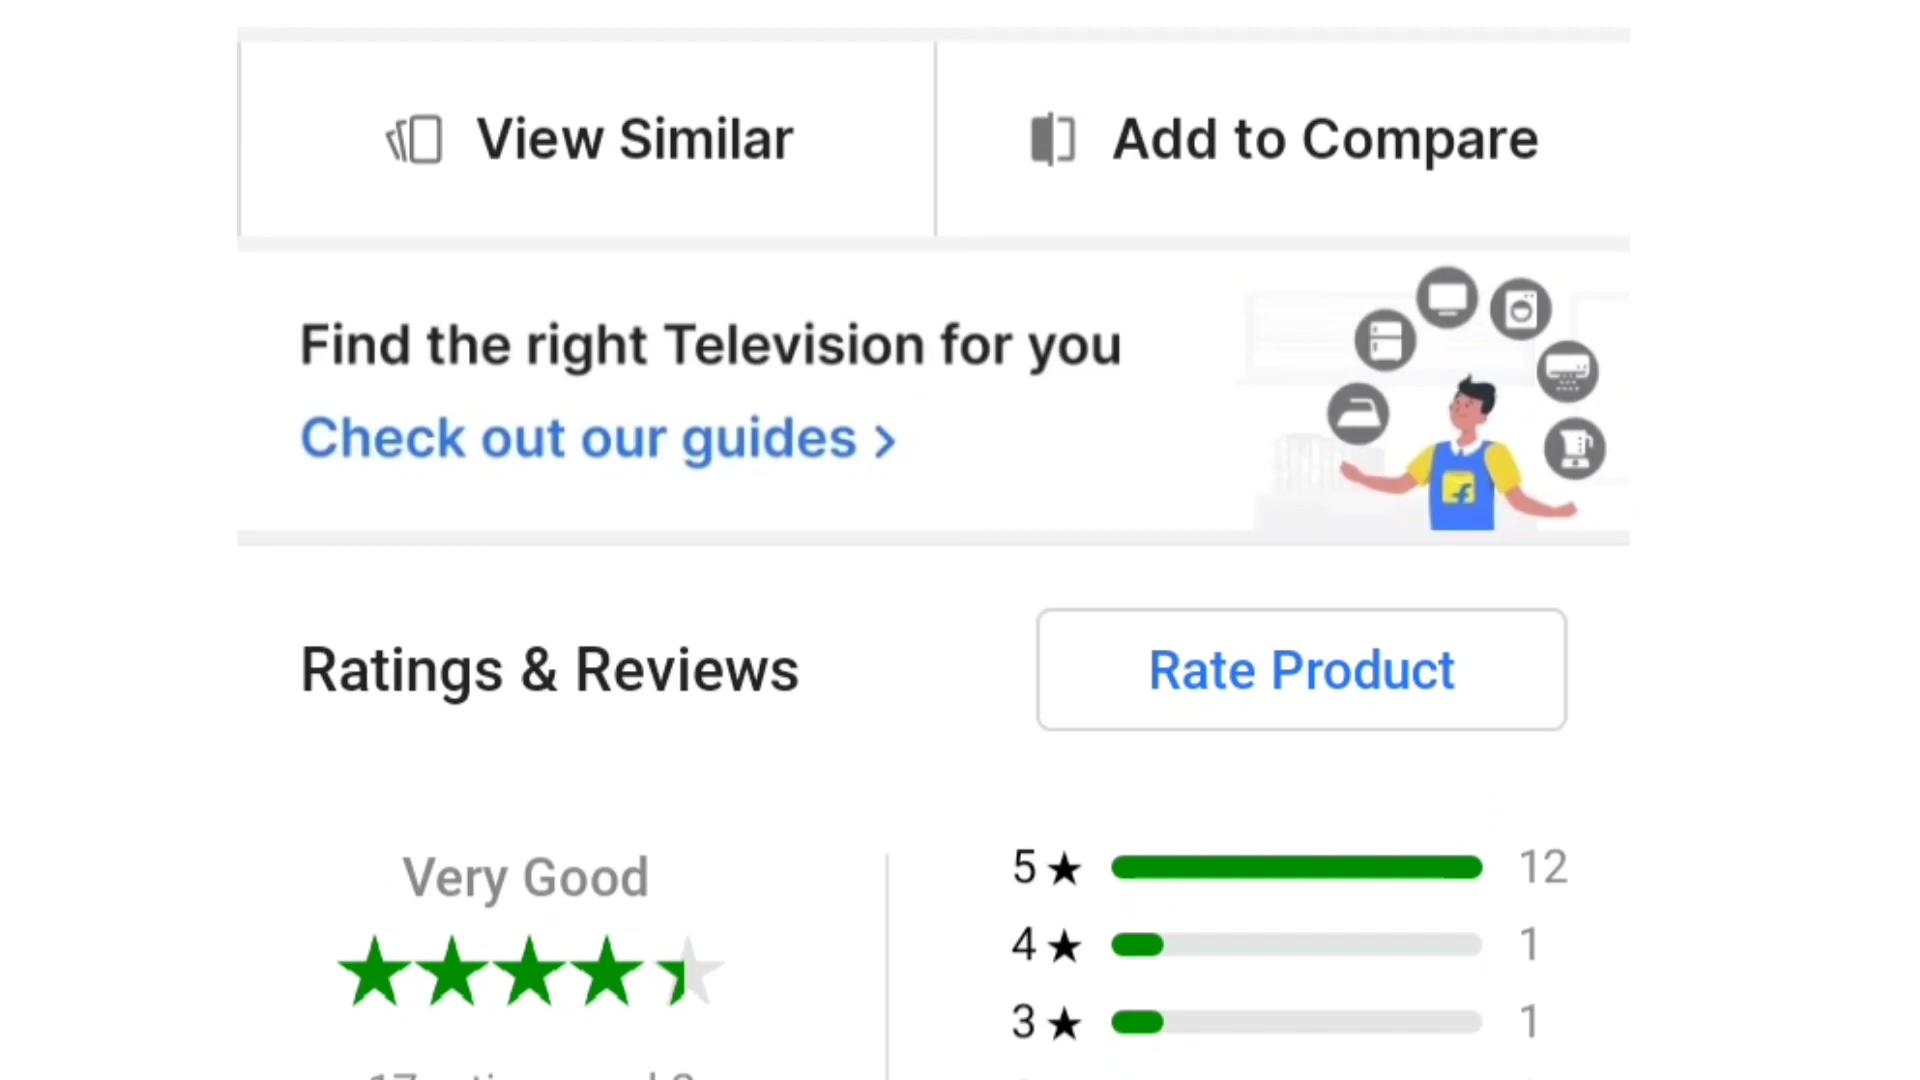 View Similar
Add to Compare
Find the right Television for you
Check out our guides >
Ratings & Reviews
Rate Product
Very Good
5 ★ 12
4 ★ 1
3 ★ 1